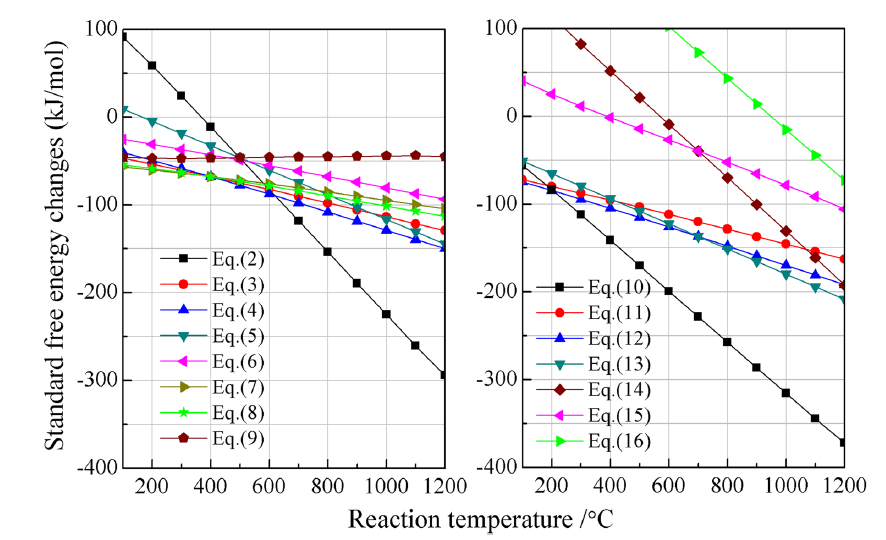 Standard free energy changes (kJ/mol)
100
0
-100
-200
-300
-400
Eq.(2)
Eq.(3)
Eq.(4)
Eq.(5)
Eq.(6)
Eq.(7)
Eq.(8)
Eq.(9)
200 400 600 800 1000 1200
100
0
-100
-200
-300
-400
Eq.(10)
Eq.(11)
Eq.(12)
Eq.(13)
Eq.(14)
Eq.(15)
Eq.(16)
200 400 600 800 1000 1200
Reaction temperature /°C